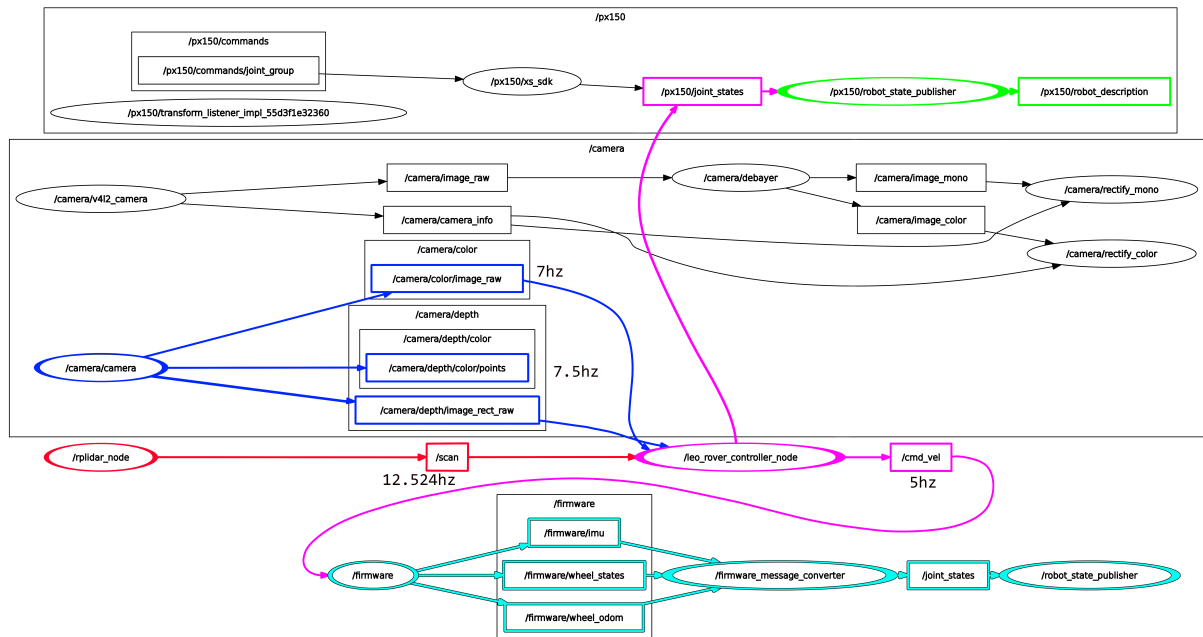 /px150
/px150/commands
/px150/commands/joint_group
/px150/xs_sdk
/px150/joint_states
/px150/robot_state_publisher
/px150/robot_description
/px150/transform_listener_impl_55d3f1e32360
/camera
/camera/v4l2_camera
/camera/image_raw
/camera/debayer
/camera/image_mono
/camera/rectify_mono
/camera/camera_info
/camera/image_color
/camera/rectify_color
/camera/color
/camera/color/image_raw
7hz
/camera/depth
/camera/depth/color
/camera/camera
/camera/depth/color/points
7.5hz
/camera/depth/image_rect_raw
/rplidar_node
/scan
/leo_rover_controller_node
/cmd_vel
12.524hz
5hz
/firmware
/firmware/imu
/firmware
/firmware/wheel_states
/firmware_message_converter
/joint_states
/robot_state_publisher
/firmware/wheel_odom